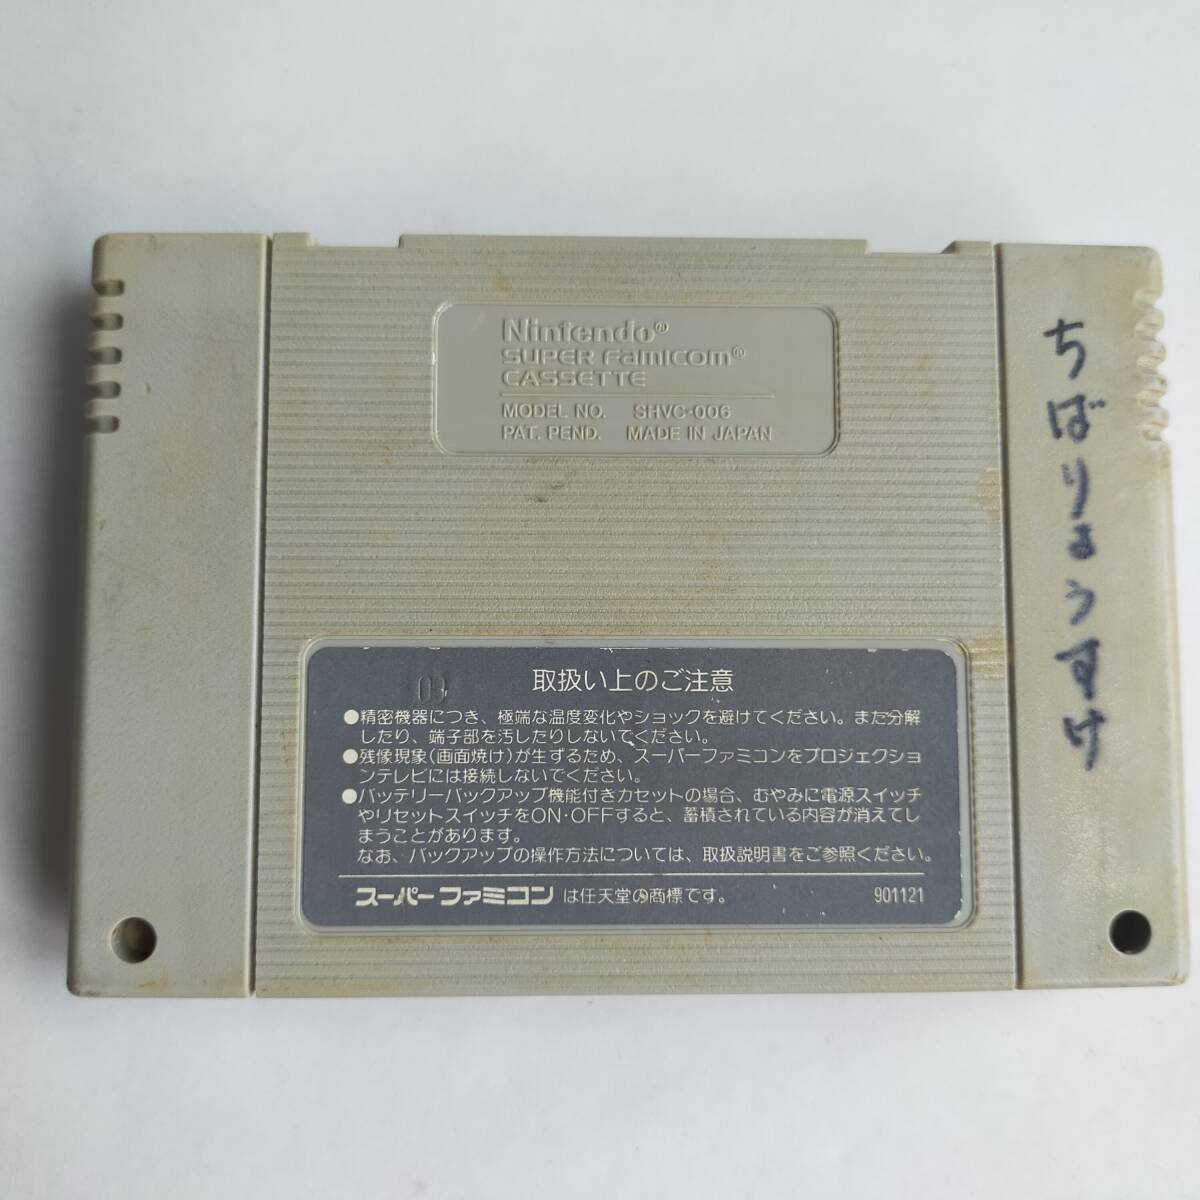 Nintendo®
SUPER Famicom®
CASSETTE
MODEL NO. SHVC-006
PAT. PEND. MADE IN JAPAN
ちばりょうすけ
取扱い上のご注意
●精密機器につき、極端な温度変化やショックを避けてください。また分解
したり、端子部を汚したりしないでください。
●残像現象(画面焼け)が生ずるため、スーパーファミコンをプロジェクショ
ンテレビには接続しないでください。
●バッテリーバックアップ機能付きカセットの場合、むやみに電源スイッチ
やリセットスイッチをON・OFFすると、蓄積されている内容が消えてし
まうことがあります。
なお、バックアップの操作方法については、取扱説明書をご参照ください。
スーパーファミコン は任天堂の商標です。 901121